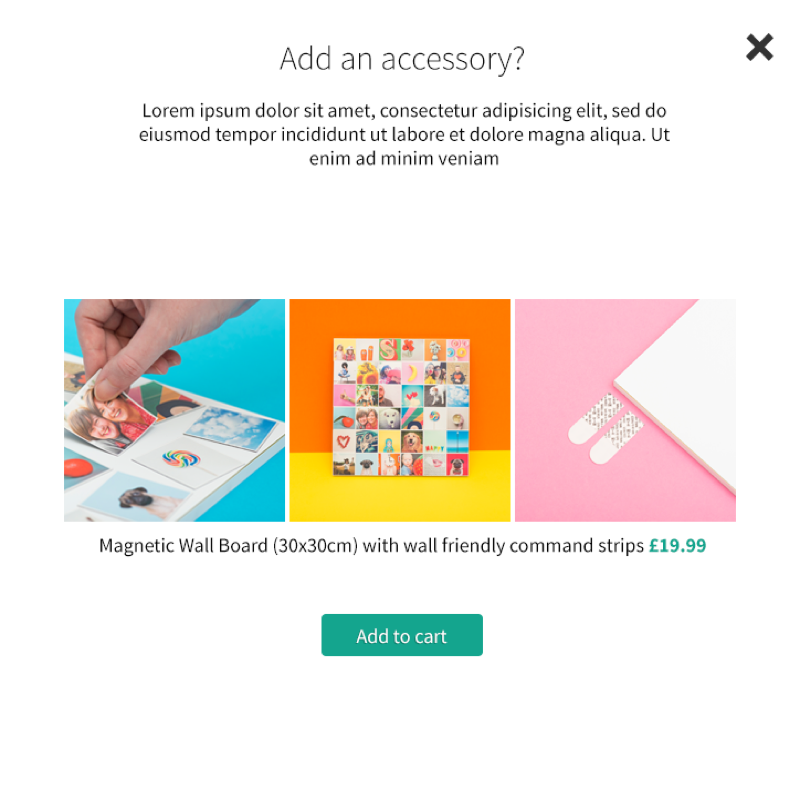 Add an accessory?
Lorem ipsum dolor sit amet, consectetur adipisicing elit, sed do
eiusmod tempor incididunt ut labore et dolore magna aliqua. Ut
enim ad minim veniam
Magnetic Wall Board (30x30cm) with wall friendly command strips £19.99
Add to cart